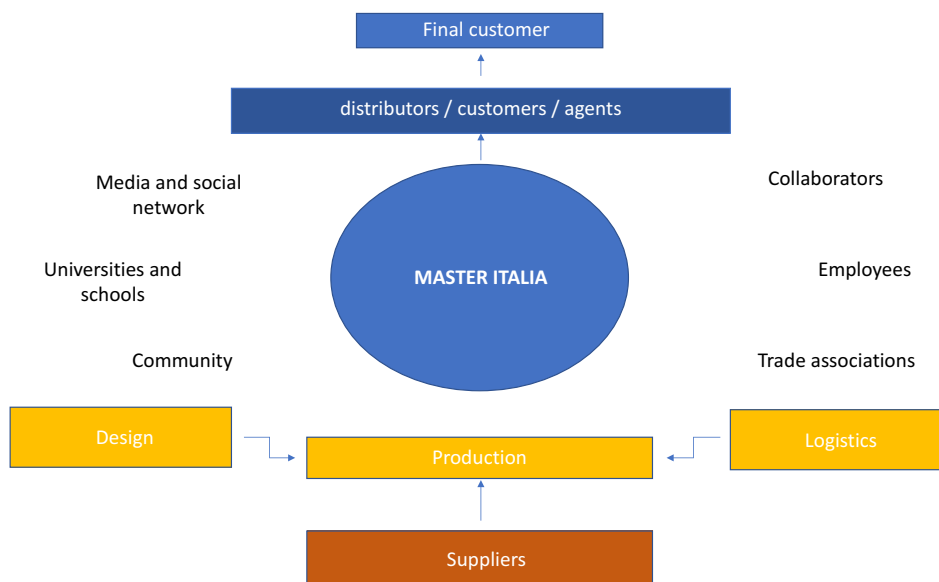 Final customer
distributors / customers / agents
Media and social
network
Collaborators
Universities and
schools
MASTER ITALIA
Employees
Community
Trade associations
Design
Production
Logistics
Suppliers